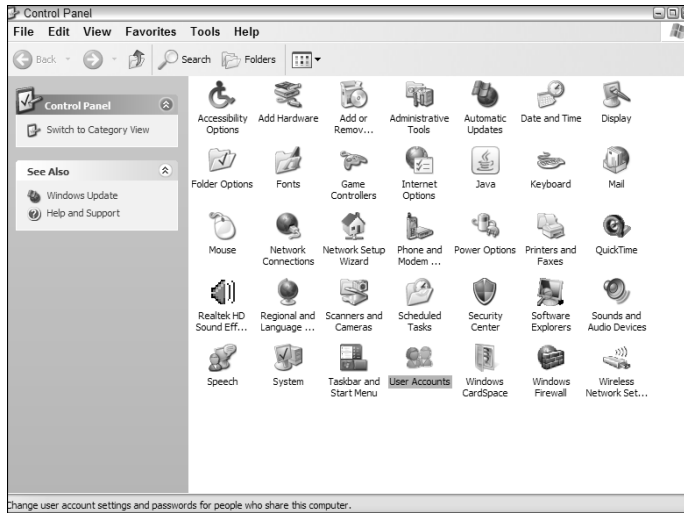 Control Panel
File Edit View Favorites Tools Help
Back Search Folders
Control Panel
Switch to Category View
See Also
Windows Update
Help and Support
Accessibility Options
Add Hardware
Add or Remov...
Administrative Tools
Automatic Updates
Date and Time
Display
Folder Options
Fonts
Game Controllers
Internet Options
Java
Keyboard
Mail
Mouse
Network Connections
Network Setup Wizard
Phone and Modem ...
Power Options
Printers and Faxes
QuickTime
Realtek HD Sound Eff...
Regional and Language ...
Scanners and Cameras
Scheduled Tasks
Security Center
Software Explorers
Sounds and Audio Devices
Speech
System
Taskbar and Start Menu
User Accounts
Windows CardSpace
Windows Firewall
Wireless Network Set...
Change user account settings and passwords for people who share this computer.